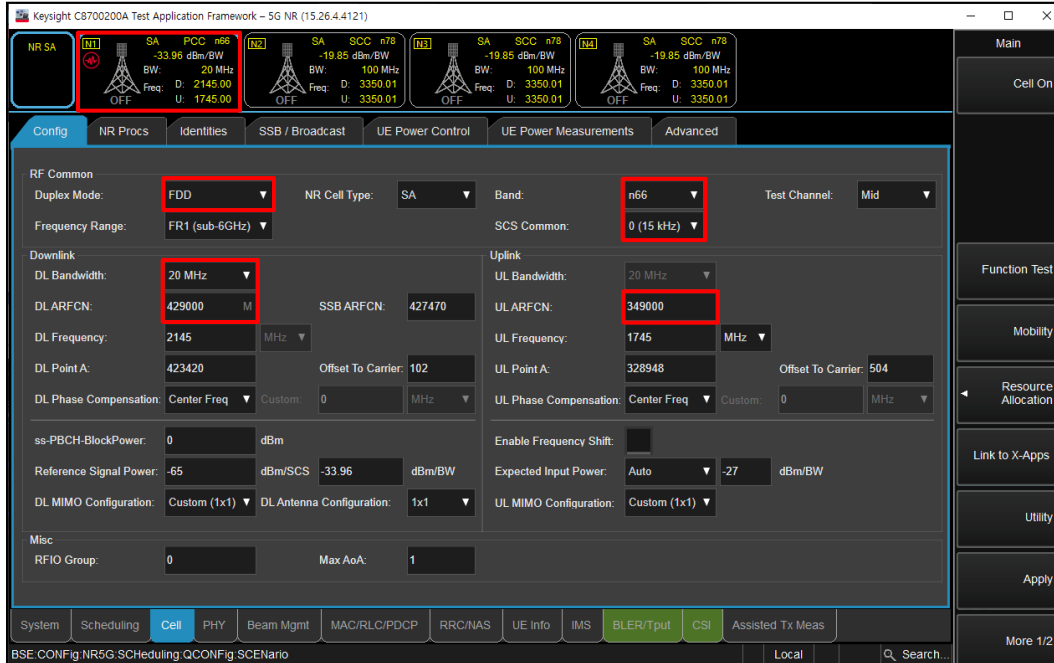 Keysight C8700200A Test Application Framework – 5G NR (15.26.4.4121)
NR SA
N1 SA PCC n66
-33.96 dBm/BW
BW: 20 MHz
Freq: D: 2145.00
OFF U: 1745.00
N2 SA SCC n78
-19.85 dBm/BW
BW: 100 MHz
Freq: D: 3350.01
OFF U: 3350.01
N3 SA SCC n78
-19.85 dBm/BW
BW: 100 MHz
Freq: D: 3350.01
OFF U: 3350.01
N4 SA SCC n78
-19.85 dBm/BW
BW: 100 MHz
Freq: D: 3350.01
OFF U: 3350.01
Config NR Procs Identities SSB / Broadcast UE Power Control UE Power Measurements Advanced
RF Common
Duplex Mode: FDD NR Cell Type: SA Band: n66 Test Channel: Mid
Frequency Range: FR1 (sub-6GHz) SCS Common: 0 (15 kHz)
Downlink
DL Bandwidth: 20 MHz
DL ARFCN: 429000 M SSB ARFCN: 427470
DL Frequency: 2145 MHz
DL Point A: 423420 Offset To Carrier: 102
DL Phase Compensation: Center Freq Custom: 0 MHz
ss-PBCH-BlockPower: 0 dBm
Reference Signal Power: -65 dBm/SCS -33.96 dBm/BW
DL MIMO Configuration: Custom (1x1) DL Antenna Configuration: 1x1
Uplink
UL Bandwidth: 20 MHz
UL ARFCN: 349000
UL Frequency: 1745 MHz
UL Point A: 328948 Offset To Carrier: 504
UL Phase Compensation: Center Freq Custom: 0 MHz
Enable Frequency Shift:
Expected Input Power: Auto -27 dBm/BW
UL MIMO Configuration: Custom (1x1)
Misc
RFIO Group: 0 Max AoA: 1
System Scheduling Cell PHY Beam Mgmt MAC/RLC/PDCP RRC/NAS UE Info IMS BLER/Tput CSI Assisted Tx Meas
BSE:CONFig:NR5G:SCHeduling:QCONFig:SCENario Local Search...
Main
Cell On
Function Test
Mobility
Resource
Allocation
Link to X-Apps
Utility
Apply
More 1/2